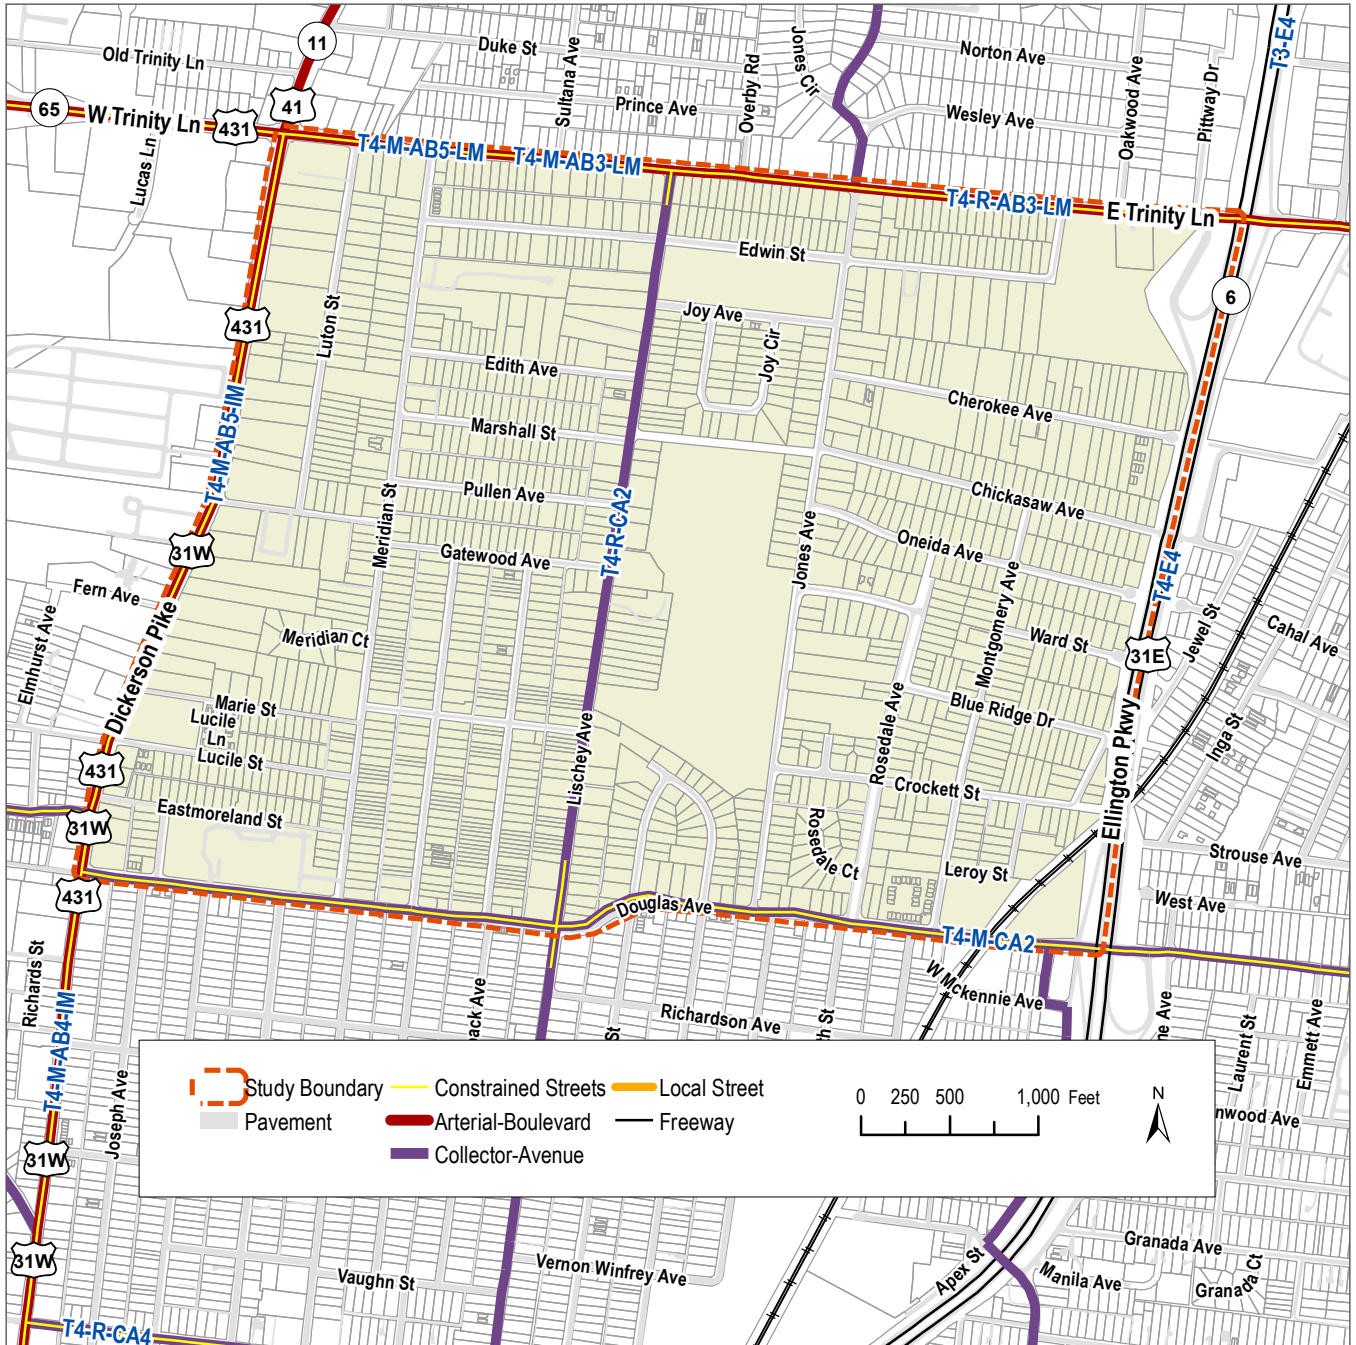 11
T3-E4
Duke St
Sultana Ave
Jones Cir
Norton Ave
Old Trinity Ln
Overby Rd
Oakwood Ave
Pittway Dr
41
Prince Ave
65
W Trinity Ln
431
Wesley Ave
Lucas Ln
T4-M-AB5-LM
T4-M-AB3-LM
T4-R-AB3-LM
E Trinity Ln
Edwin St
6
Luton St
431
Joy Ave
Joy Cir
Edith Ave
Cherokee Ave
T4-M-AB5-IM
Marshall St
Pullen Ave
Chickasaw Ave
Meridian St
T4-R-CA2
Jones Ave
Oneida Ave
31W
Gatewood Ave
T4-E4
Fern Ave
Montgomery Ave
Jewel St
Cahal Ave
Elmhurst Ave
Dickerson Pike
Meridian Ct
Ward St
31E
Marie St
Lucile
Ln
Lucile St
Lischey Ave
Rosedale Ave
Blue Ridge Dr
Ellington Pkwy
Inga St
431
Crockett St
Eastmoreland St
31W
Rosedale Ct
Leroy St
Strouse Ave
431
Douglas Ave
West Ave
T4-M-CA2
Richards St
W Mckennie Ave
T4-M-AB4-IM
Richardson Ave
St
Laurent St
Emmett Ave
Joseph Ave
Study Boundary
Constrained Streets
Local Street
Pavement
Arterial-Boulevard
Freeway
Collector-Avenue
0 250 500 1,000 Feet
N
nwood Ave
31W
31W
Vaughn St
Vernon Winfrey Ave
Apex St
Granada Ave
Manila Ave
Granada Ct
T4-R-CA4